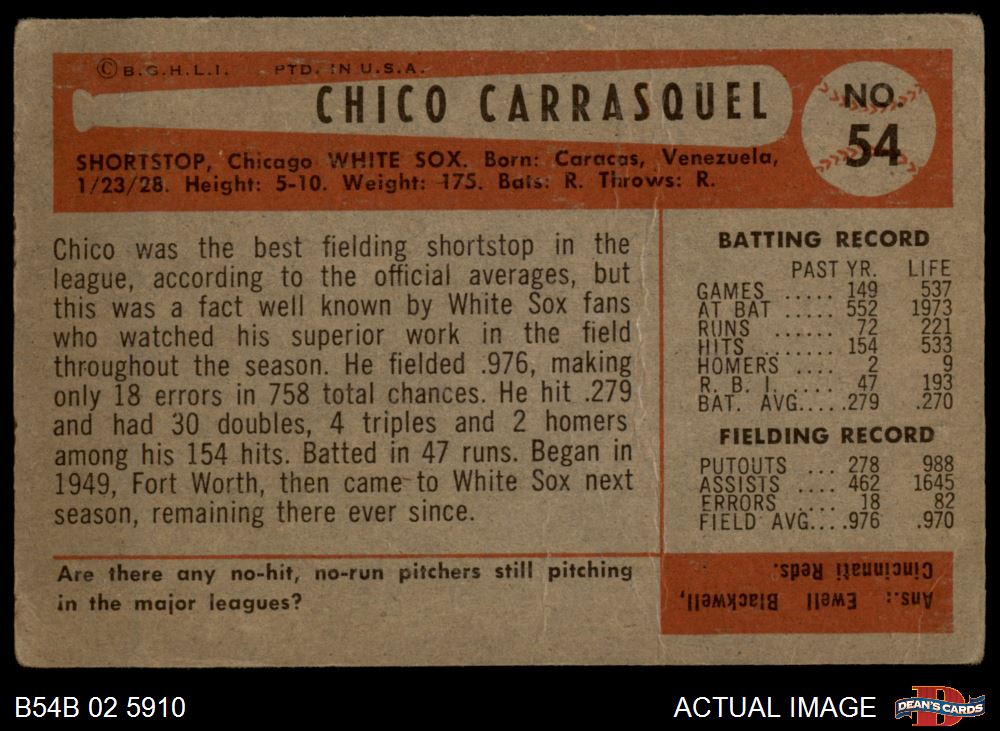 © B.G.H.L.I. PTD. IN U.S.A.
CHICO CARRASQUEL
NO.
54
SHORTSTOP, Chicago WHITE SOX. Born: Caracas, Venezuela,
1/23/28. Height: 5-10. Weight: 175. Bats: R. Throws: R.
Chico was the best fielding shortstop in the
league, according to the official averages, but
this was a fact well known by White Sox fans
who watched his superior work in the field
throughout the season. He fielded .976, making
only 18 errors in 758 total chances. He hit .279
and had 30 doubles, 4 triples and 2 homers
among his 154 hits. Batted in 47 runs. Began in
1949, Fort Worth, then came to White Sox next
season, remaining there ever since.
BATTING RECORD
PAST YR. LIFE
GAMES ..... 149 537
AT BAT ..... 552 1973
RUNS ...... 72 221
HITS ........ 154 533
HOMERS .... 2 9
R. B. I. ..... 47 193
BAT. AVG.....279 .270
FIELDING RECORD
PUTOUTS ... 278 988
ASSISTS .... 462 1645
ERRORS ..... 18 82
FIELD AVG....976 .970
Are there any no-hit, no-run pitchers still pitching
in the major leagues?
Ans.: Ewell Blackwell,
Cincinnati Reds.
B54B 02 5910
ACTUAL IMAGE
DEAN'S CARDS